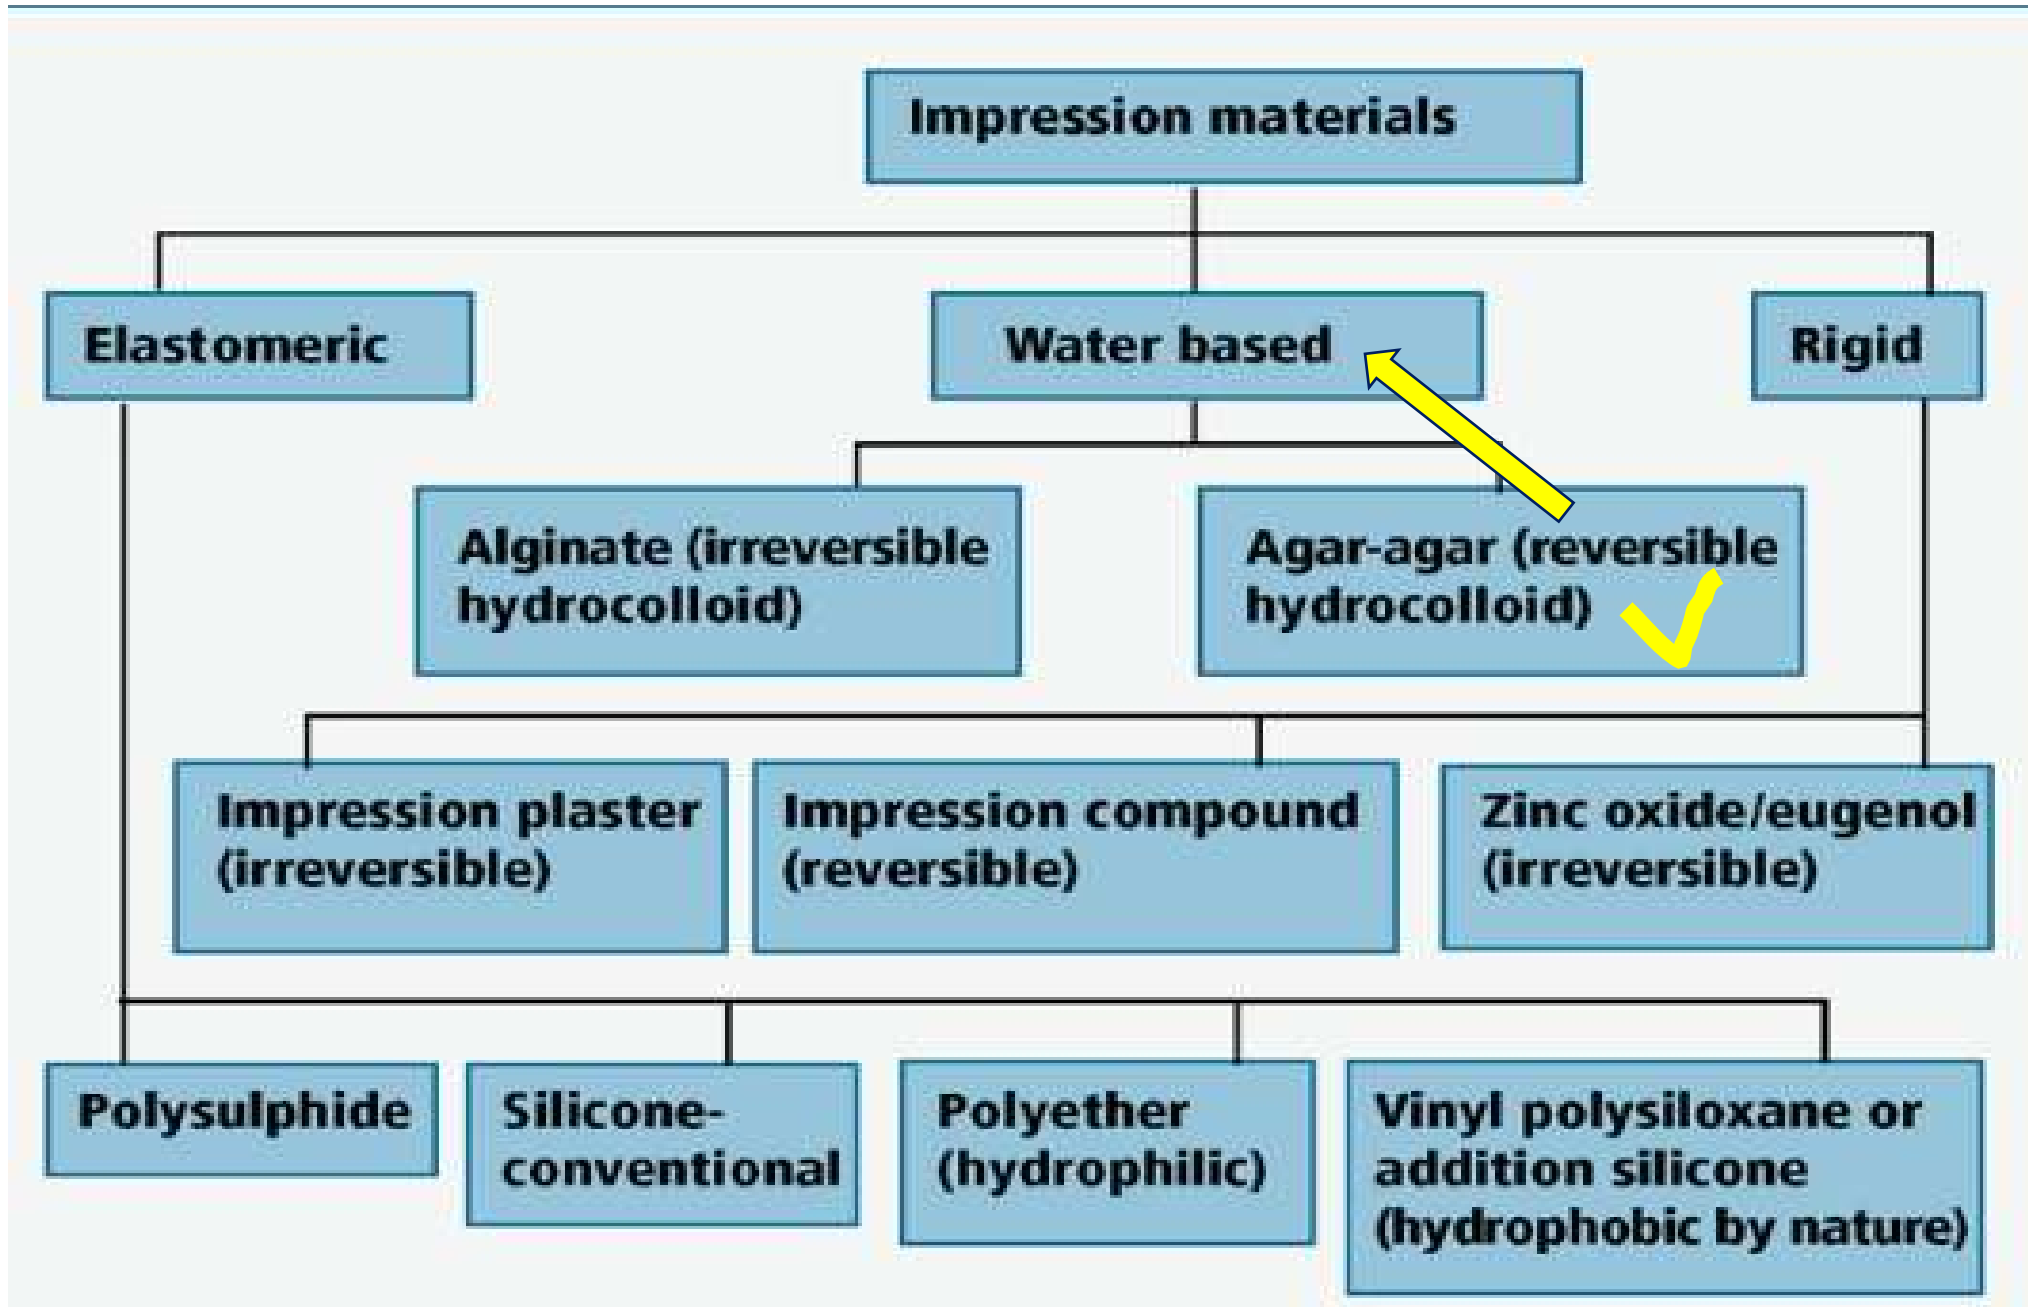 Impression materials
Elastomeric
Water based
Rigid
Alginate (irreversible
hydrocolloid)
Agar-agar (reversible
hydrocolloid)
Impression plaster
(irreversible)
Impression compound
(reversible)
Zinc oxide/eugenol
(irreversible)
Polysulphide
Silicone-
conventional
Polyether
(hydrophilic)
Vinyl polysiloxane or
addition silicone
(hydrophobic by nature)